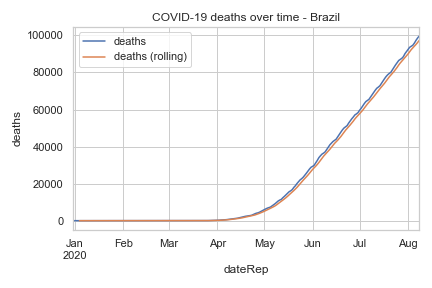 COVID-19 deaths over time - Brazil
deaths
deaths (rolling)
100000
80000
60000
40000
20000
0
deaths
Jan Feb Mar Apr May Jun Jul Aug
2020
dateRep